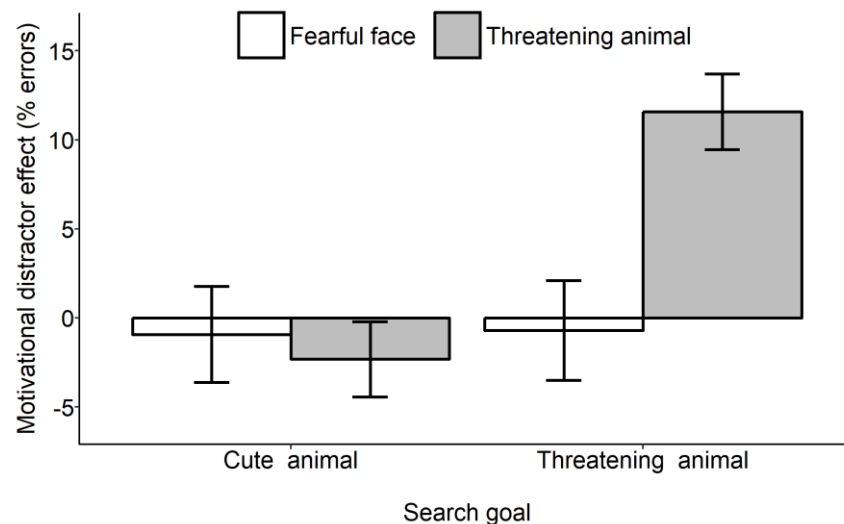 Fearful face Threatening animal
Motivational distractor effect (% errors)
15
10
5
0
-5
Cute animal Threatening animal
Search goal